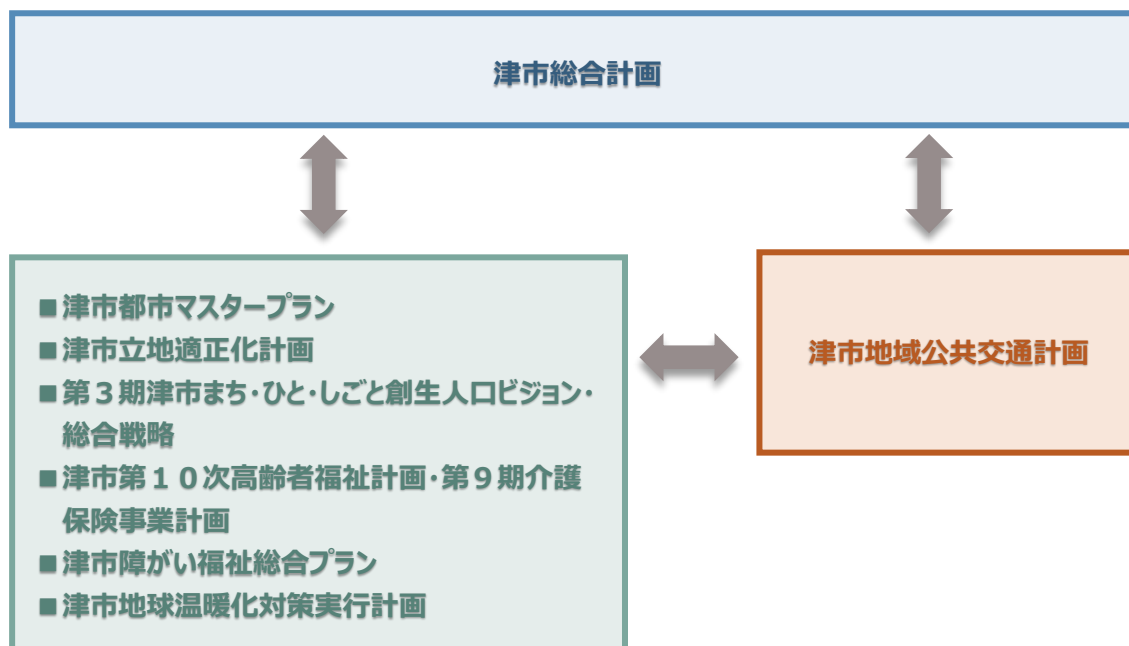 津市総合計画
■津市都市マスタープラン
■津市立地適正化計画
■第３期津市まち・ひと・しごと創生人口ビジョン・
総合戦略
■津市第１０次高齢者福祉計画・第９期介護
保険事業計画
■津市障がい福祉総合プラン
■津市地球温暖化対策実行計画
津市地域公共交通計画